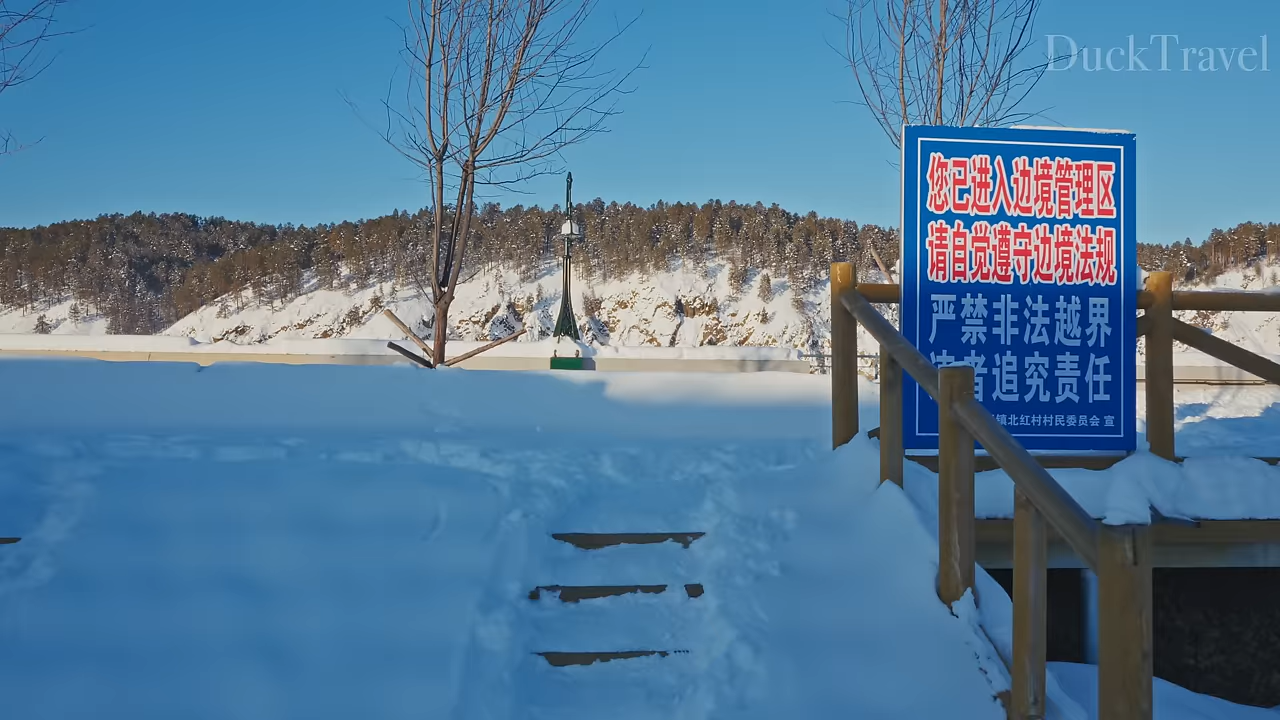 DuckTravel
您已进入边境管理区
请自觉遵守边境法规
严禁非法越界
违者追究责任
镇北红村村民委员会 宣